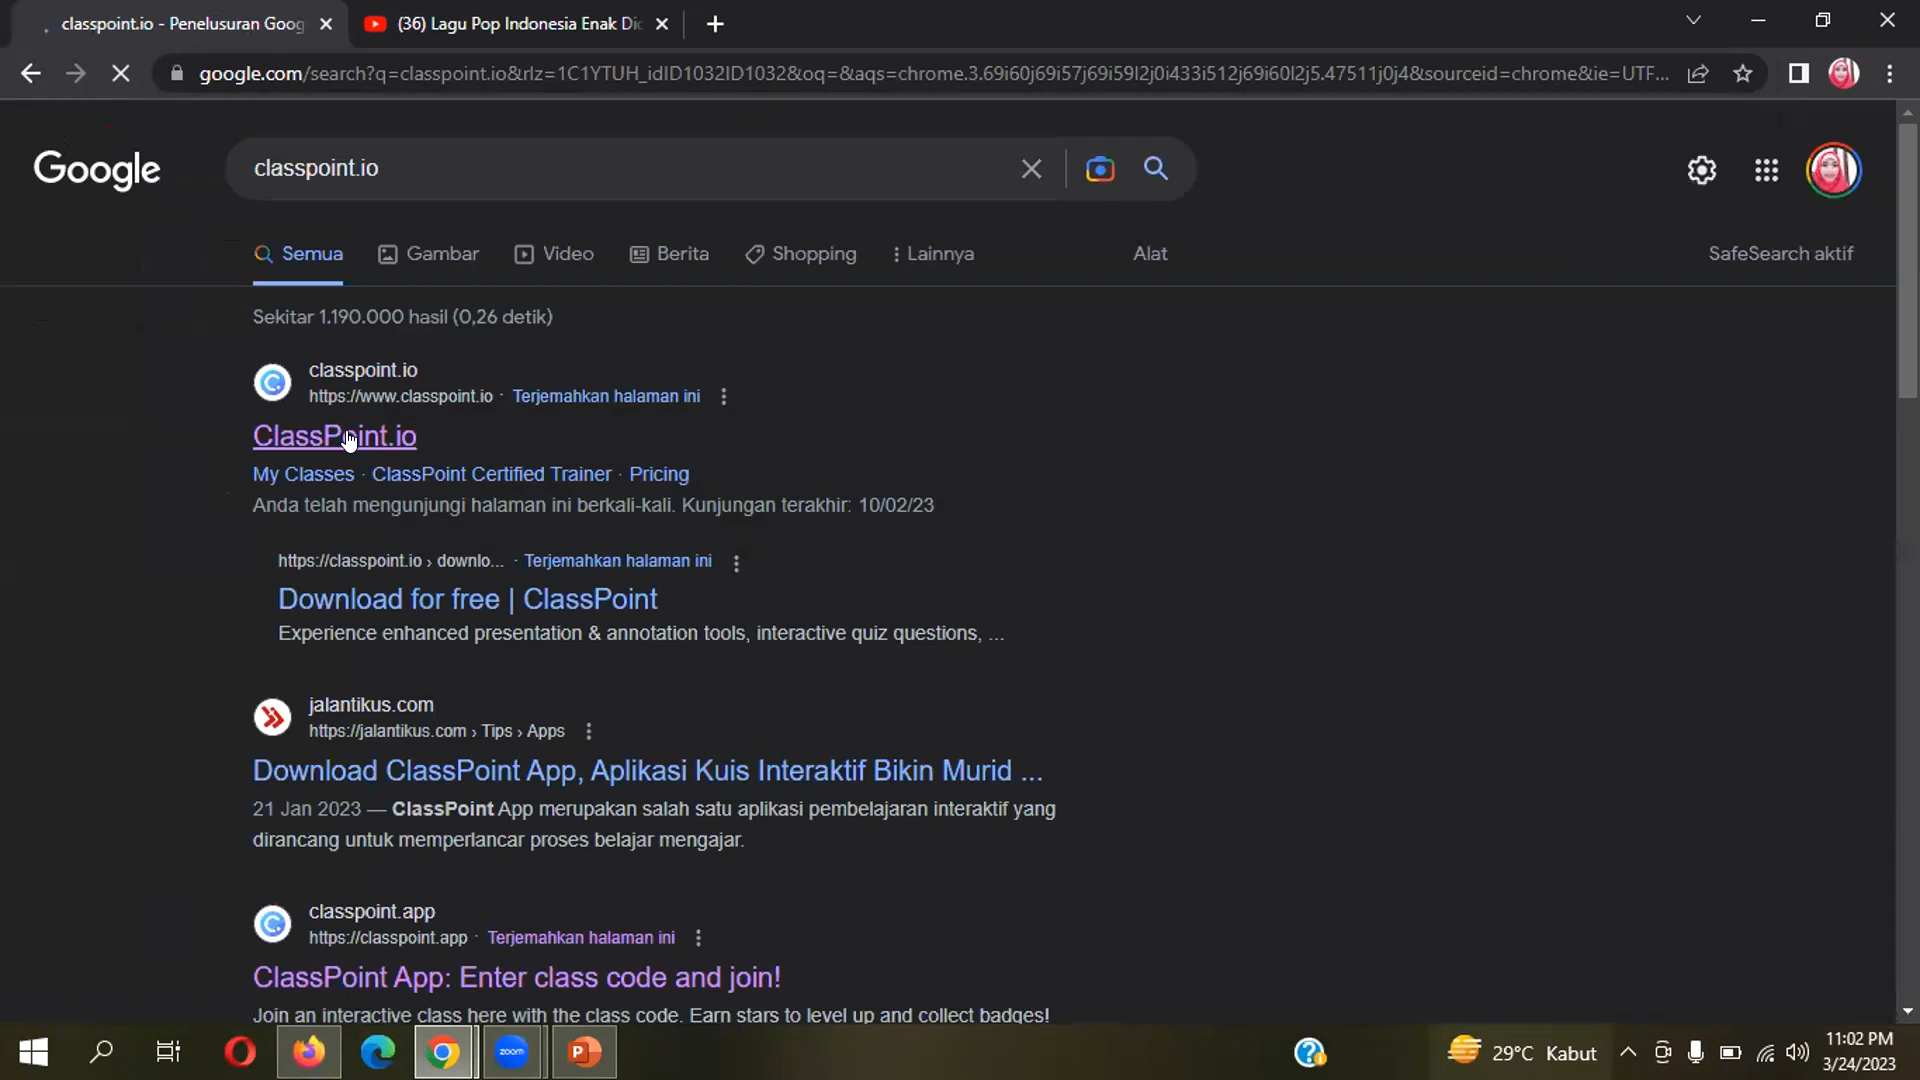 classpoint.io - Penelusuran Goog
(36) Lagu Pop Indonesia Enak Di
google.com/search?q=classpoint.io&rlz=1C1YTUH_idID1032ID1032&oq=&aqs=chrome.3.69i60j69i57j69i59l2j0i433i512j69i60l2j5.47511j0j4&sourceid=chrome&ie=UTF...
Google
classpoint.io
Semua
Gambar
Video
Berita
Shopping
Lainnya
Alat
SafeSearch aktif
Sekitar 1.190.000 hasil (0,26 detik)
classpoint.io
https://www.classpoint.io · Terjemahkan halaman ini
ClassPoint.io
My Classes · ClassPoint Certified Trainer · Pricing
Anda telah mengunjungi halaman ini berkali-kali. Kunjungan terakhir: 10/02/23
https://classpoint.io › downlo... · Terjemahkan halaman ini
Download for free | ClassPoint
Experience enhanced presentation & annotation tools, interactive quiz questions, ...
jalantikus.com
https://jalantikus.com › Tips › Apps
Download ClassPoint App, Aplikasi Kuis Interaktif Bikin Murid ...
21 Jan 2023 — ClassPoint App merupakan salah satu aplikasi pembelajaran interaktif yang
dirancang untuk memperlancar proses belajar mengajar.
classpoint.app
https://classpoint.app · Terjemahkan halaman ini
ClassPoint App: Enter class code and join!
Join an interactive class here with the class code. Earn stars to level up and collect badges!
zoom
29°C Kabut
11:02 PM
3/24/2023